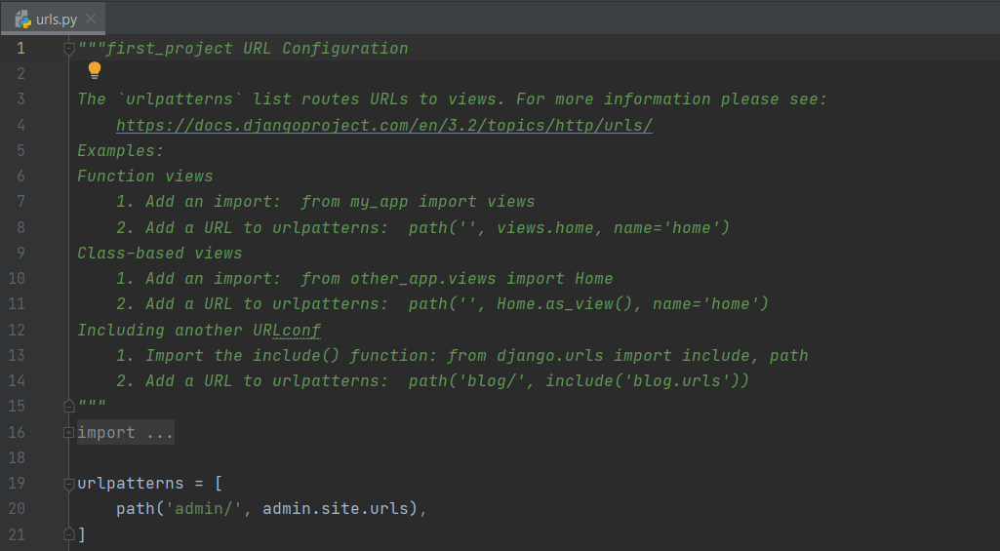 urls.py
1 """first_project URL Configuration
2
3 The `urlpatterns` list routes URLs to views. For more information please see:
4     https://docs.djangoproject.com/en/3.2/topics/http/urls/
5 Examples:
6 Function views
7     1. Add an import:  from my_app import views
8     2. Add a URL to urlpatterns:  path('', views.home, name='home')
9 Class-based views
10     1. Add an import:  from other_app.views import Home
11     2. Add a URL to urlpatterns:  path('', Home.as_view(), name='home')
12 Including another URLconf
13     1. Import the include() function: from django.urls import include, path
14     2. Add a URL to urlpatterns:  path('blog/', include('blog.urls'))
15 """
16 import ...
18
19 urlpatterns = [
20     path('admin/', admin.site.urls),
21 ]